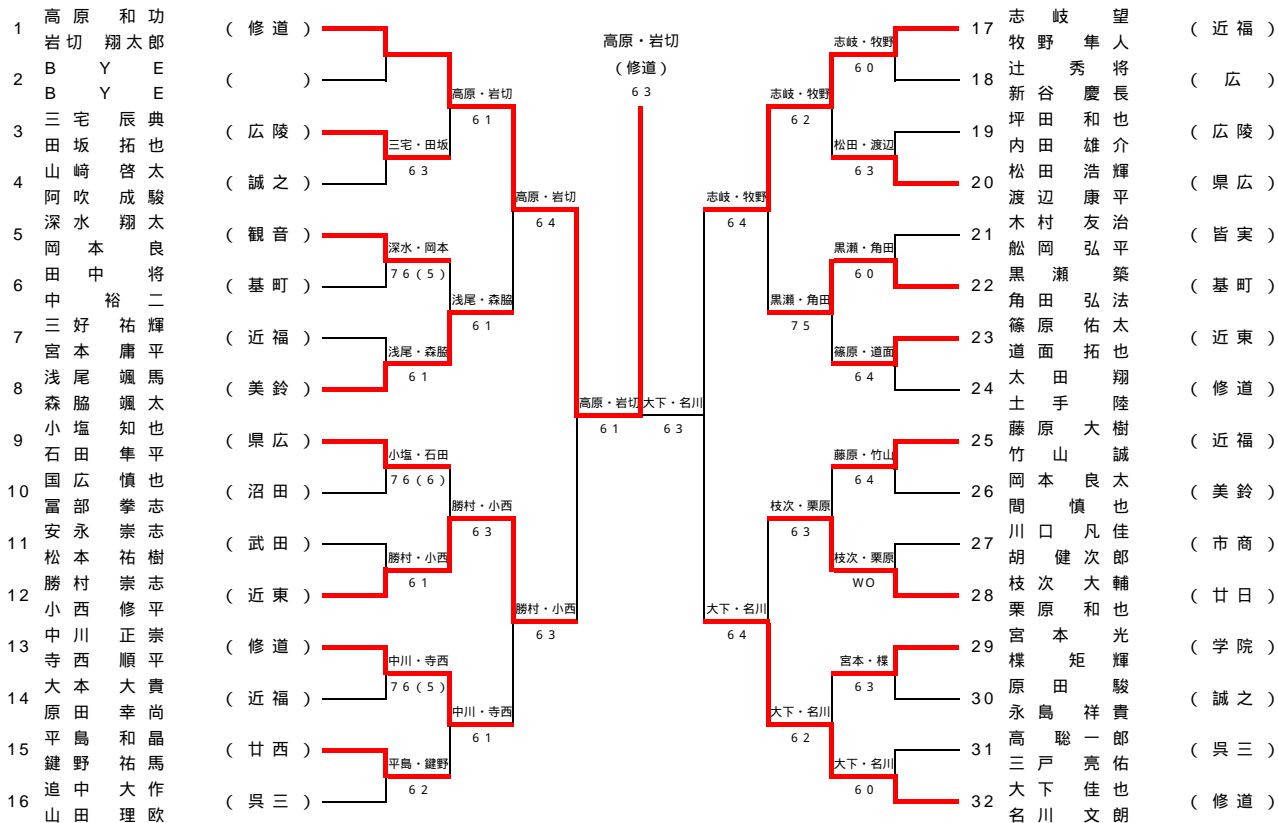 高原 和功
1 (修道)
岩切 翔太郎
B Y E
2 ( )
B Y E
三宅 辰典
3 (広陵)
田坂 拓也
山﨑 啓太
4 (誠之)
阿吹 成駿
深水 翔太
5 (観音)
岡本 良
田中 将
6 (基町)
中 裕二
三好 祐輝
7 (近福)
宮本 庸平
浅尾 颯馬
8 (美鈴)
森脇 颯太
小塩 知也
9 (県広)
石田 隼平
国広 慎也
10 (沼田)
冨部 拳志
安永 崇志
11 (武田)
松本 祐樹
勝村 崇志
12 (近東)
小西 修平
中川 正崇
13 (修道)
寺西 順平
大本 大貴
14 (近福)
原田 幸尚
平島 和晶
15 (廿西)
鍵野 祐馬
追中 大作
16 (呉三)
山田 理欧
三宅・田坂
63
深水・岡本
76(5)
浅尾・森脇
61
小塩・石田
76(6)
勝村・小西
61
中川・寺西
76(5)
平島・鍵野
62
高原・岩切
61
浅尾・森脇
61
勝村・小西
63
中川・寺西
61
高原・岩切
64
勝村・小西
63
高原・岩切
61
高原・岩切
(修道)
63
大下・名川
63
志岐・牧野
64
大下・名川
64
志岐・牧野
62
黒瀬・角田
75
枝次・栗原
63
大下・名川
62
志岐・牧野
60
松田・渡辺
63
黒瀬・角田
60
篠原・道面
64
藤原・竹山
64
枝次・栗原
WO
宮本・楪
63
大下・名川
60
志岐 望
17 (近福)
牧野 隼人
辻 秀将
18 (広)
新谷 慶長
坪田 和也
19 (広陵)
内田 雄介
松田 浩輝
20 (県広)
渡辺 康平
木村 友治
21 (皆実)
舩岡 弘平
黒瀬 築
22 (基町)
角田 弘法
篠原 佑太
23 (近東)
道面 拓也
太田 翔
24 (修道)
土手 陸
藤原 大樹
25 (近福)
竹山 誠
岡本 良太
26 (美鈴)
間 慎也
川口 凡佳
27 (市商)
胡 健次郎
枝次 大輔
28 (廿日)
栗原 和也
宮本 光
29 (学院)
楪 矩輝
原田 駿
30 (誠之)
永島 祥貴
高 聡一郎
31 (呉三)
三戸 亮佑
大下 佳也
32 (修道)
名川 文朗